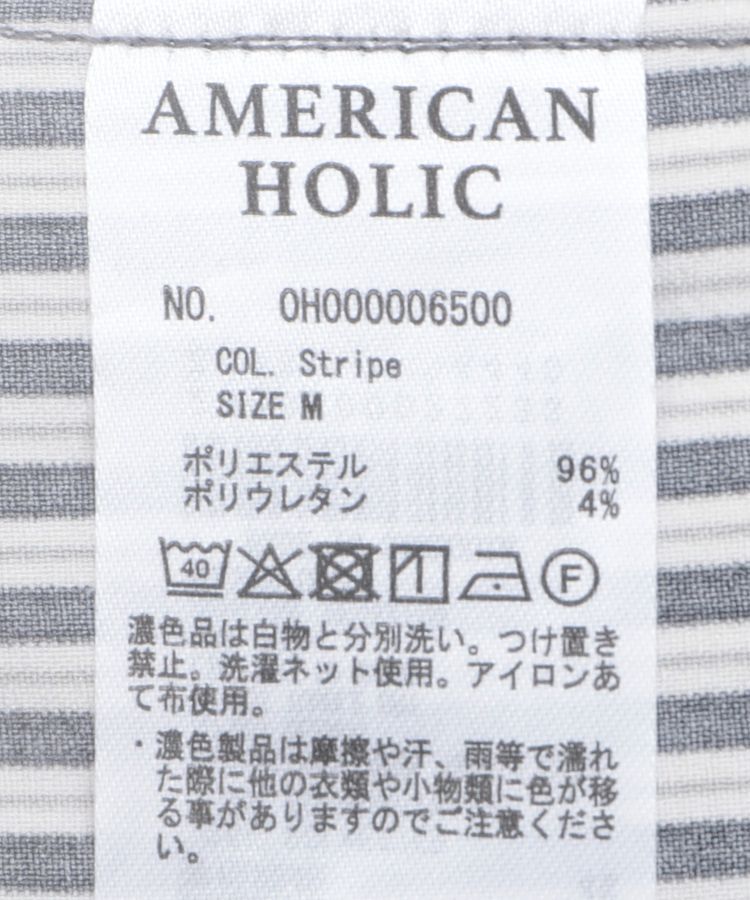 AMERICAN
HOLIC
NO. OH000006500
COL. Stripe
SIZE M
ポリエステル 96%
ポリウレタン 4%
40 F
濃色品は白物と分別洗い。つけ置き
禁止。洗濯ネット使用。アイロンあ
て布使用。
・濃色製品は摩擦や汗、雨等で濡れ
た際に他の衣類や小物類に色が移
る事がありますのでご注意くださ
い。